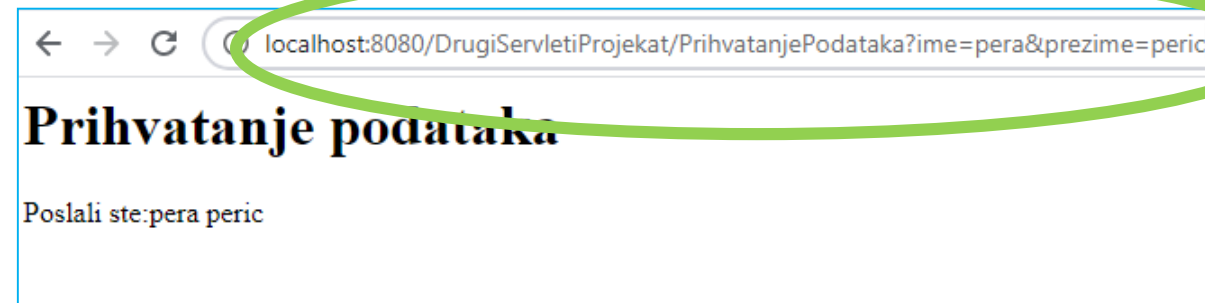 localhost:8080/DrugiServletiProjekat/PrihvatanjePodataka?ime=pera&prezime=peric
Prihvatanje podataka
Poslali ste:pera peric